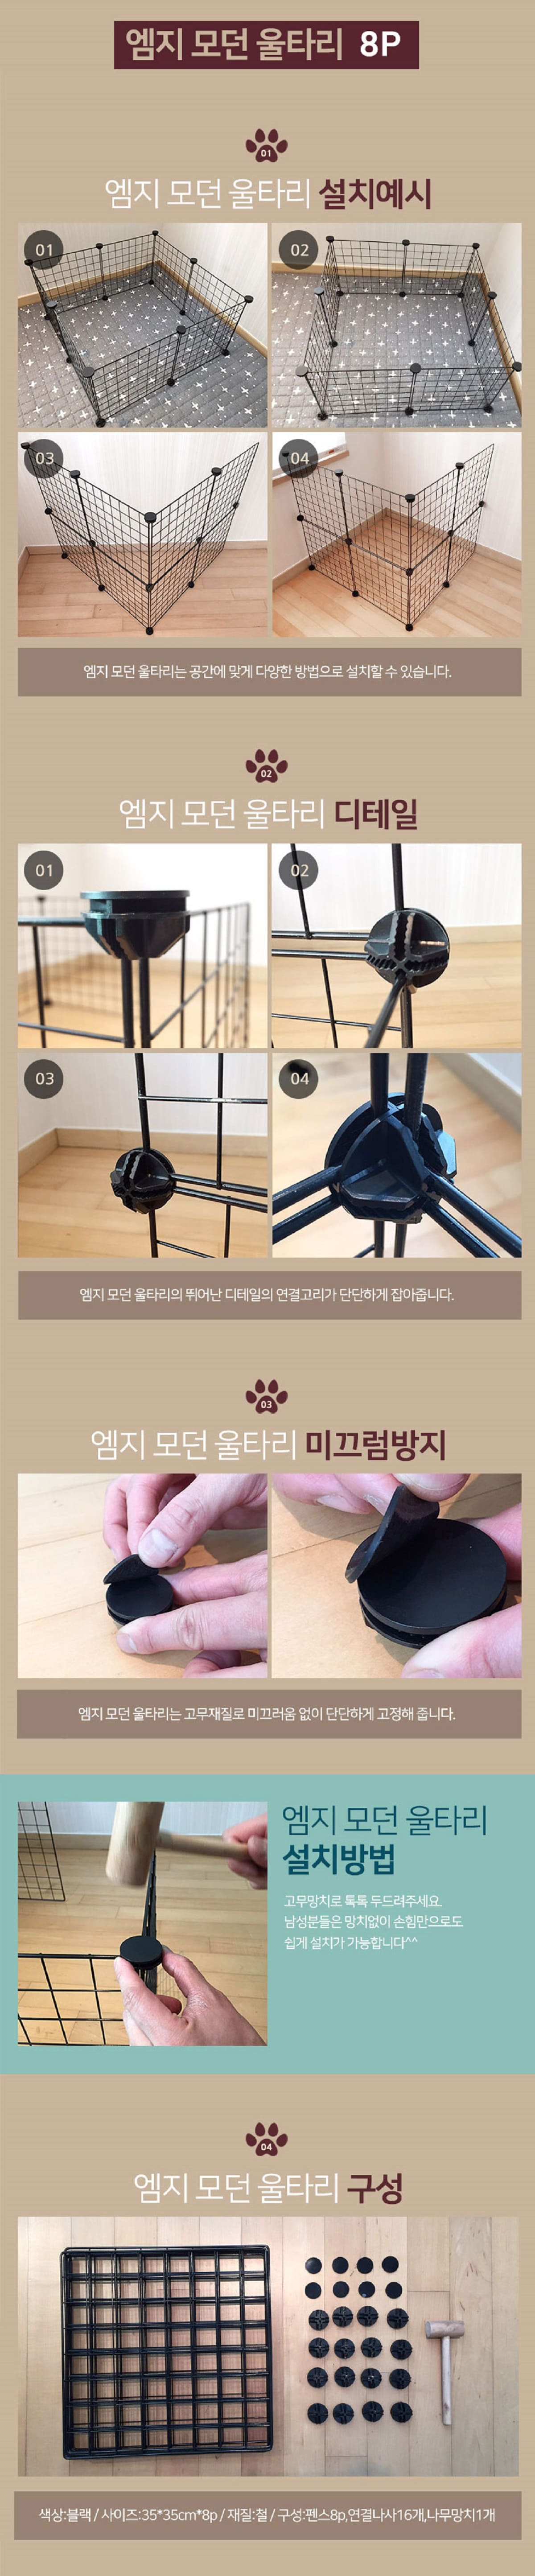 엠지 모던 울타리 8P
01
엠지 모던 울타리 설치예시
01
02
03
04
엠지 모던 울타리는 공간에 맞게 다양한 방법으로 설치할 수 있습니다.
02
엠지 모던 울타리 디테일
01
02
03
04
엠지 모던 울타리의 뛰어난 디테일의 연결고리가 단단하게 잡아줍니다.
03
엠지 모던 울타리 미끄럼방지
엠지 모던 울타리는 고무재질로 미끄러움 없이 단단하게 고정해 줍니다.
엠지 모던 울타리
설치방법
고무망치로 톡톡 두드려주세요.
남성분들은 망치없이 손힘만으로도
쉽게 설치가 가능합니다^^
04
엠지 모던 울타리 구성
색상:블랙 / 사이즈:35*35cm*8p / 재질:철 / 구성:펜스8p,연결나사16개,나무망치1개